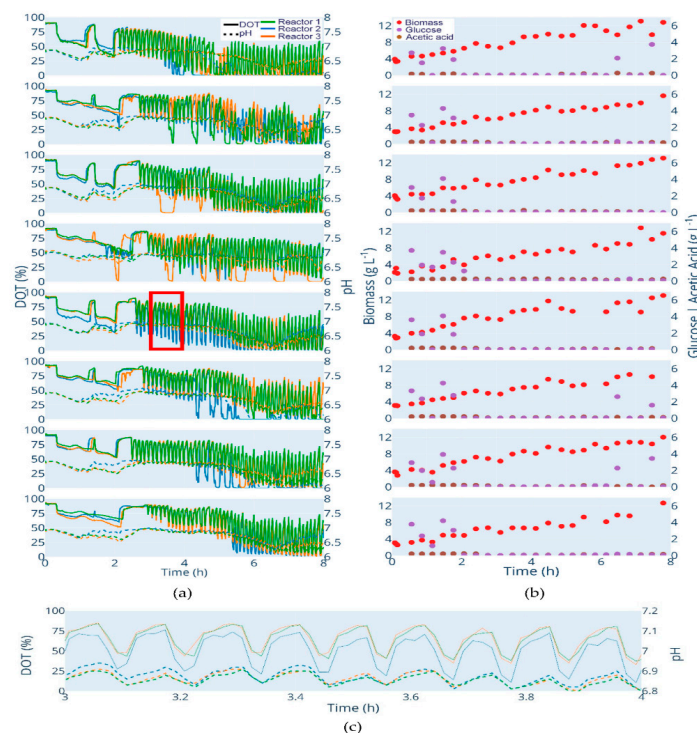 DOT
pH
Reactor 1
Reactor 2
Reactor 3
Biomass
Glucose
Acetic acid
100
75
50
25
0
8
7.5
7
6.5
6
12
8
4
0
6
4
2
0
DOT (%)
pH
Biomass (g L⁻¹)
Glucose | Acetic Acid (g L⁻¹)
0 2 4 6 8
Time (h)
0 2 4 6 8
Time (h)
(a)
(b)
100
75
50
25
0
DOT (%)
7.2
7.1
7
6.9
6.8
pH
3 3.2 3.4 3.6 3.8 4
Time (h)
(c)